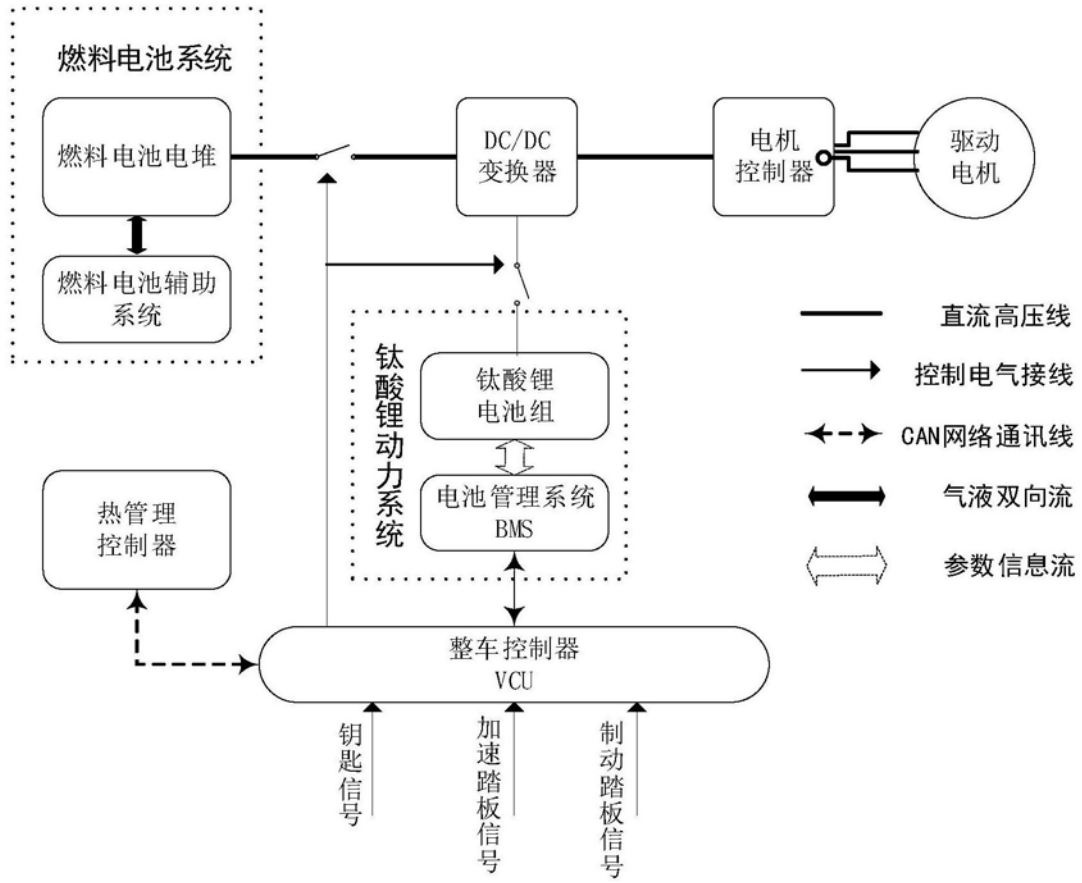 燃料电池系统
燃料电池电堆
燃料电池辅助
系统
DC/DC
变换器
电机
控制器
驱动
电机
钛酸锂动力系统
钛酸锂
电池组
电池管理系统
BMS
热管理
控制器
整车控制器
VCU
钥匙信号
加速踏板信号
制动踏板信号
直流高压线
控制电气接线
CAN网络通讯线
气液双向流
参数信息流